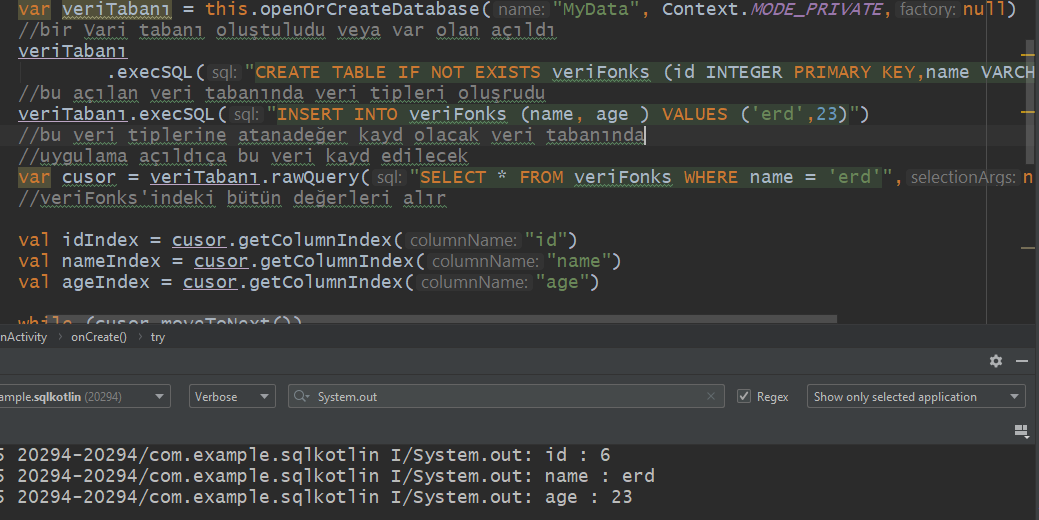 var veriTabanı = this.openOrCreateDatabase( name: "MyData", Context.MODE_PRIVATE, factory: null)
//bir Vari tabanı oluştuludu veya var olan açıldı
veriTabanı
.execSQL( sql: "CREATE TABLE IF NOT EXISTS veriFonks (id INTEGER PRIMARY KEY,name VARCH
//bu açılan veri tabanında veri tipleri oluşrudu
veriTabanı.execSQL( sql: "INSERT INTO veriFonks (name, age ) VALUES ('erd',23)")
//bu veri tiplerine atanadeğer kayd olacak veri tabanında
//uygulama açıldıça bu veri kayd edilecek
var cusor = veriTabanı.rawQuery( sql: "SELECT * FROM veriFonks WHERE name = 'erd'", selectionArgs: n
//veriFonks'indeki bütün değerleri alır
val idIndex = cusor.getColumnIndex( columnName: "id")
val nameIndex = cusor.getColumnIndex( columnName: "name")
val ageIndex = cusor.getColumnIndex( columnName: "age")
while (cusor.moveToNext())
nActivity > onCreate() > try
ample.sqlkotlin (20294) Verbose System.out Regex Show only selected application
5 20294-20294/com.example.sqlkotlin I/System.out: id : 6
5 20294-20294/com.example.sqlkotlin I/System.out: name : erd
5 20294-20294/com.example.sqlkotlin I/System.out: age : 23